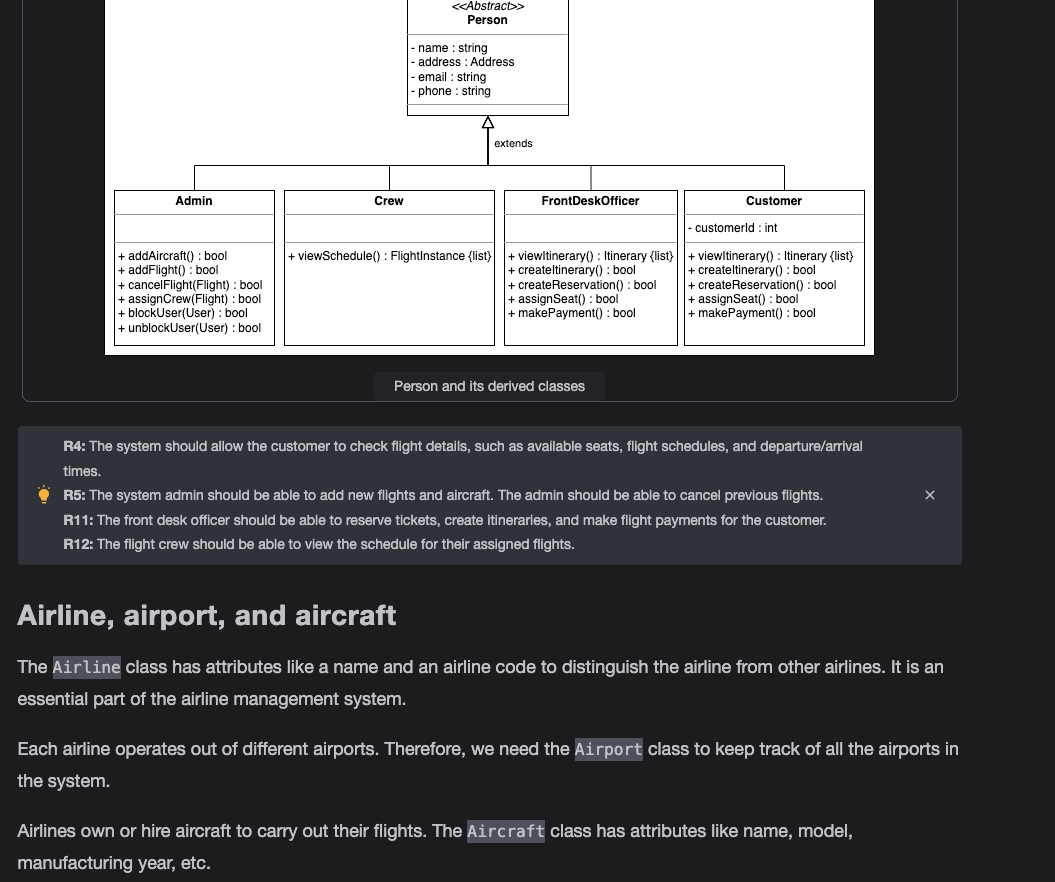 <<Abstract>>
Person
- name : string
- address : Address
- email : string
- phone : string
extends
Admin
+ addAircraft() : bool
+ addFlight() : bool
+ cancelFlight(Flight) : bool
+ assignCrew(Flight) : bool
+ blockUser(User) : bool
+ unblockUser(User) : bool
Crew
+ viewSchedule() : FlightInstance {list}
FrontDeskOfficer
+ viewItinerary() : Itinerary {list}
+ createItinerary() : bool
+ createReservation() : bool
+ assignSeat() : bool
+ makePayment() : bool
Customer
- customerId : int
+ viewItinerary() : Itinerary {list}
+ createItinerary() : bool
+ createReservation() : bool
+ assignSeat() : bool
+ makePayment() : bool
Person and its derived classes
R4: The system should allow the customer to check flight details, such as available seats, flight schedules, and departure/arrival
times.
R5: The system admin should be able to add new flights and aircraft. The admin should be able to cancel previous flights.
R11: The front desk officer should be able to reserve tickets, create itineraries, and make flight payments for the customer.
R12: The flight crew should be able to view the schedule for their assigned flights.
Airline, airport, and aircraft
The Airline class has attributes like a name and an airline code to distinguish the airline from other airlines. It is an
essential part of the airline management system.
Each airline operates out of different airports. Therefore, we need the Airport class to keep track of all the airports in
the system.
Airlines own or hire aircraft to carry out their flights. The Aircraft class has attributes like name, model,
manufacturing year, etc.